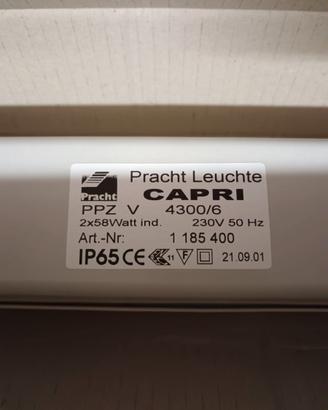 Pracht Leuchte
Pracht CAPRI
PPZ V 4300/6
2x58Watt ind. 230V 50 Hz
Art.-Nr: 1 185 400
IP65 CE 11 F 21.09.01